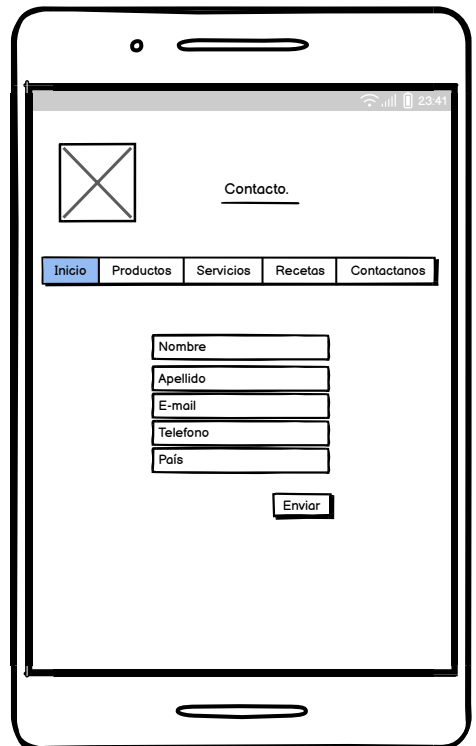 23:41
Contacto.
Inicio Productos Servicios Recetas Contactanos
Nombre
Apellido
E-mail
Telefono
País
Enviar